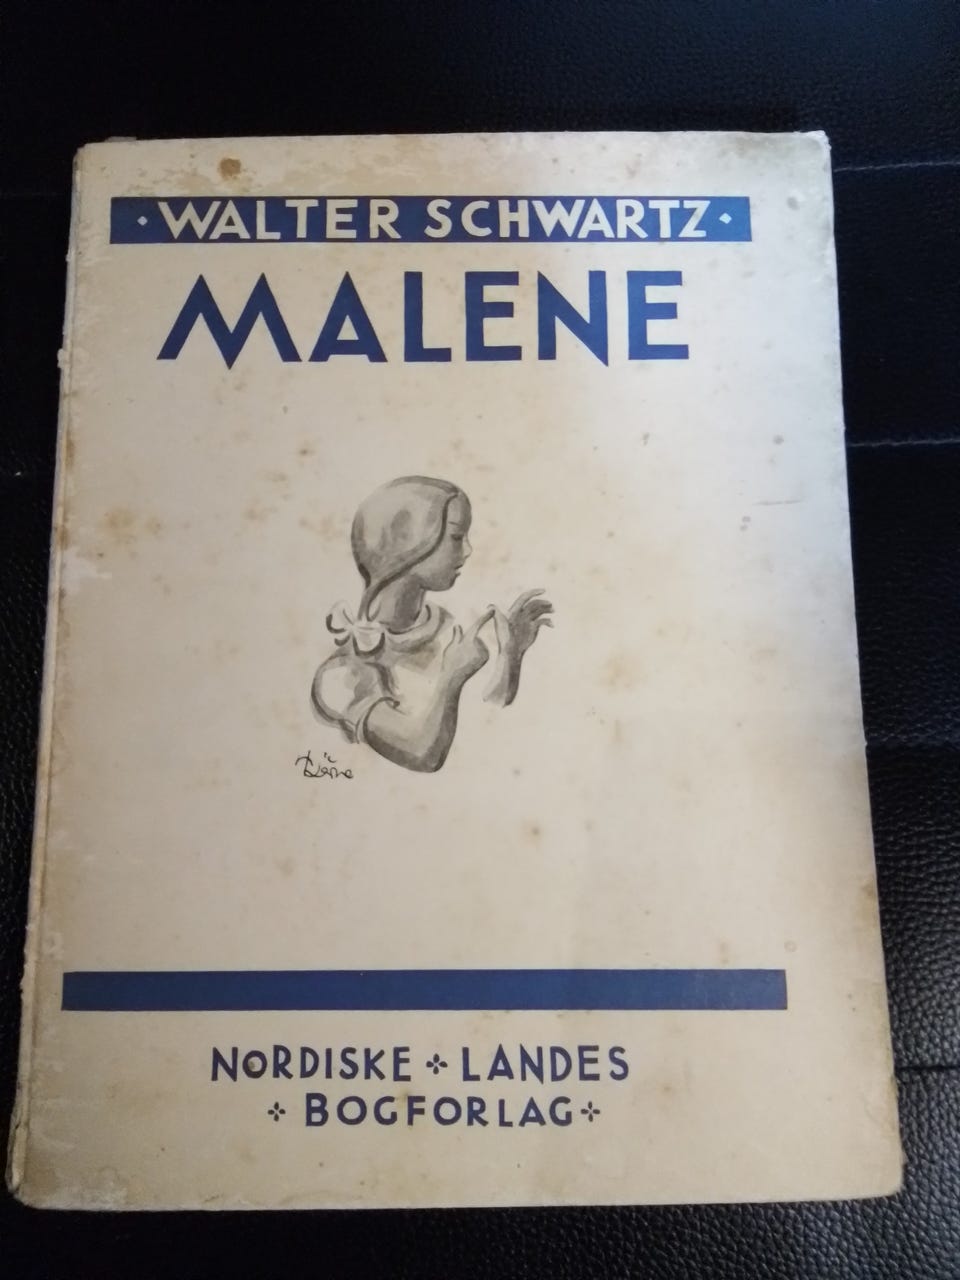 · WALTER SCHWARTZ ·
MALENE
NORDISKE ✣ LANDES
✣ BOGFORLAG ✣